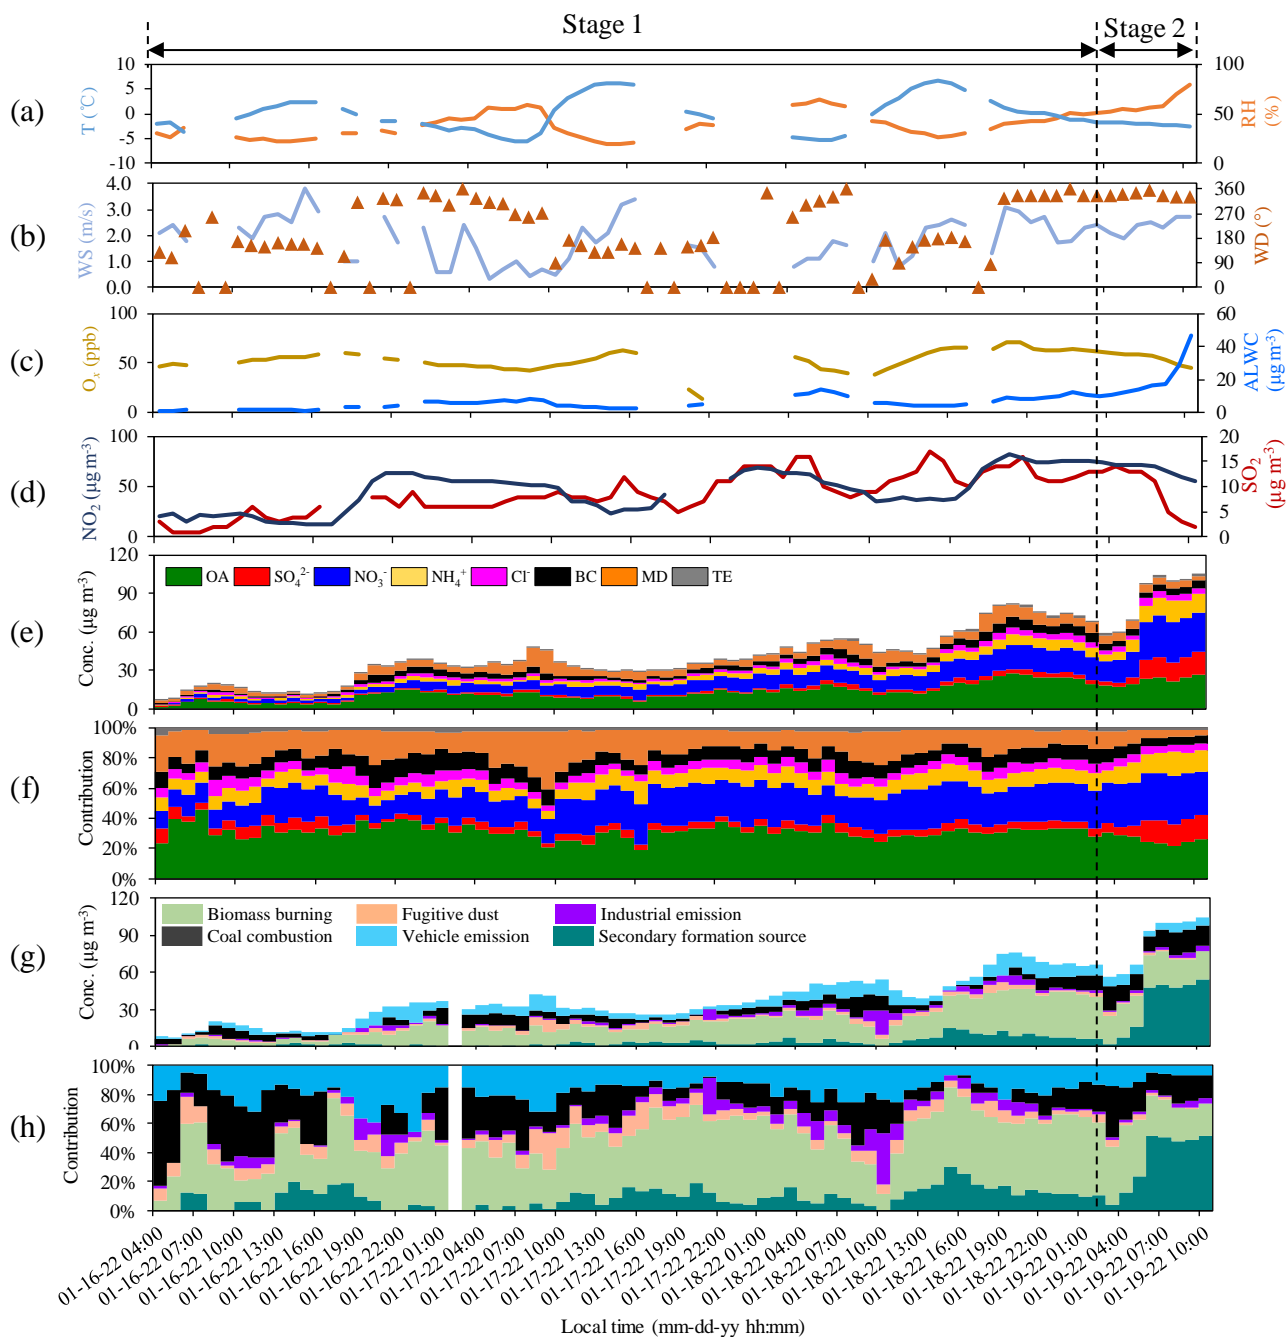 Stage 1
Stage 2
(a)
T (℃)
10
5
0
-5
-10
100
50
0
RH
(%)
(b)
WS (m/s)
4.0
3.0
2.0
1.0
0.0
360
270
180
90
0
WD (°)
(c)
Oₓ (ppb)
100
50
0
60
40
20
0
ALWC
(μg m⁻³)
(d)
NO₂ (μg m⁻³)
100
50
0
20
15
10
5
0
SO₂
(μg m⁻³)
(e)
Conc. (μg m⁻³)
120
90
60
30
0
OA SO₄²⁻ NO₃⁻ NH₄⁺ Cl⁻ BC MD TE
(f)
Contribution
100%
80%
60%
40%
20%
0%
(g)
Conc. (μg m⁻³)
120
90
60
30
0
Biomass burning Fugitive dust Industrial emission
Coal combustion Vehicle emission Secondary formation source
(h)
Contribution
100%
80%
60%
40%
20%
0%
01-16-22 04:00
01-16-22 07:00
01-16-22 10:00
01-16-22 13:00
01-16-22 16:00
01-16-22 19:00
01-16-22 22:00
01-17-22 01:00
01-17-22 04:00
01-17-22 07:00
01-17-22 10:00
01-17-22 13:00
01-17-22 16:00
01-17-22 19:00
01-17-22 22:00
01-18-22 01:00
01-18-22 04:00
01-18-22 07:00
01-18-22 10:00
01-18-22 13:00
01-18-22 16:00
01-18-22 19:00
01-18-22 22:00
01-19-22 01:00
01-19-22 04:00
01-19-22 07:00
01-19-22 10:00
Local time (mm-dd-yy hh:mm)